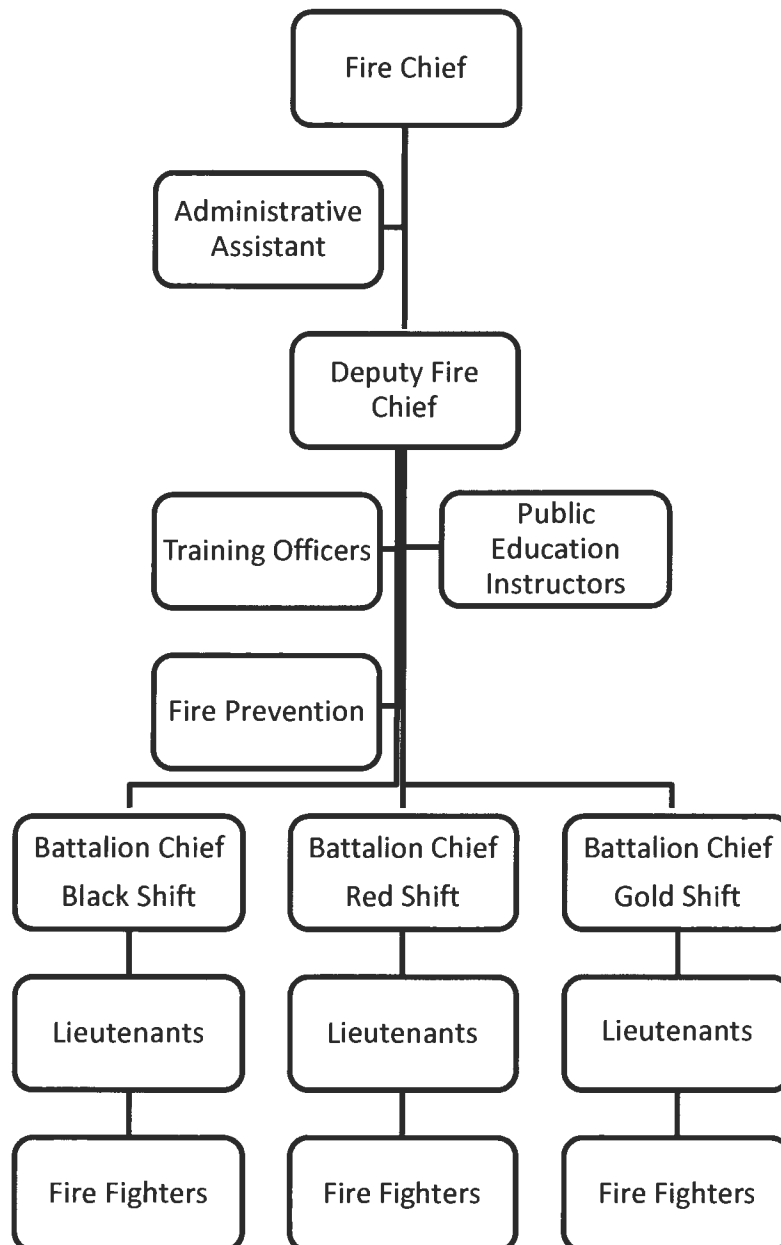 Fire Chief
Administrative
Assistant
Deputy Fire
Chief
Training Officers
Public
Education
Instructors
Fire Prevention
Battalion Chief
Black Shift
Battalion Chief
Red Shift
Battalion Chief
Gold Shift
Lieutenants
Lieutenants
Lieutenants
Fire Fighters
Fire Fighters
Fire Fighters